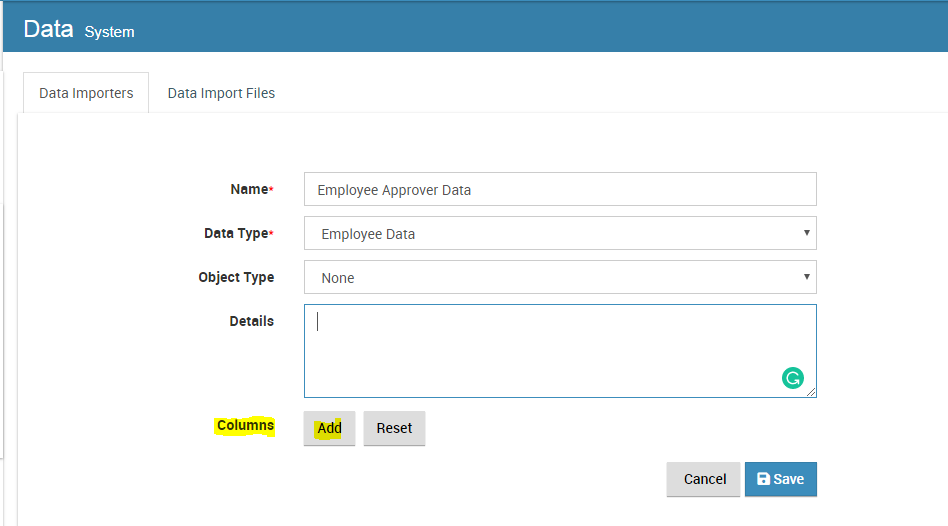 Data System
Data Importers Data Import Files
Name* Employee Approver Data
Data Type* Employee Data
Object Type None
Details
Columns Add Reset
Cancel Save